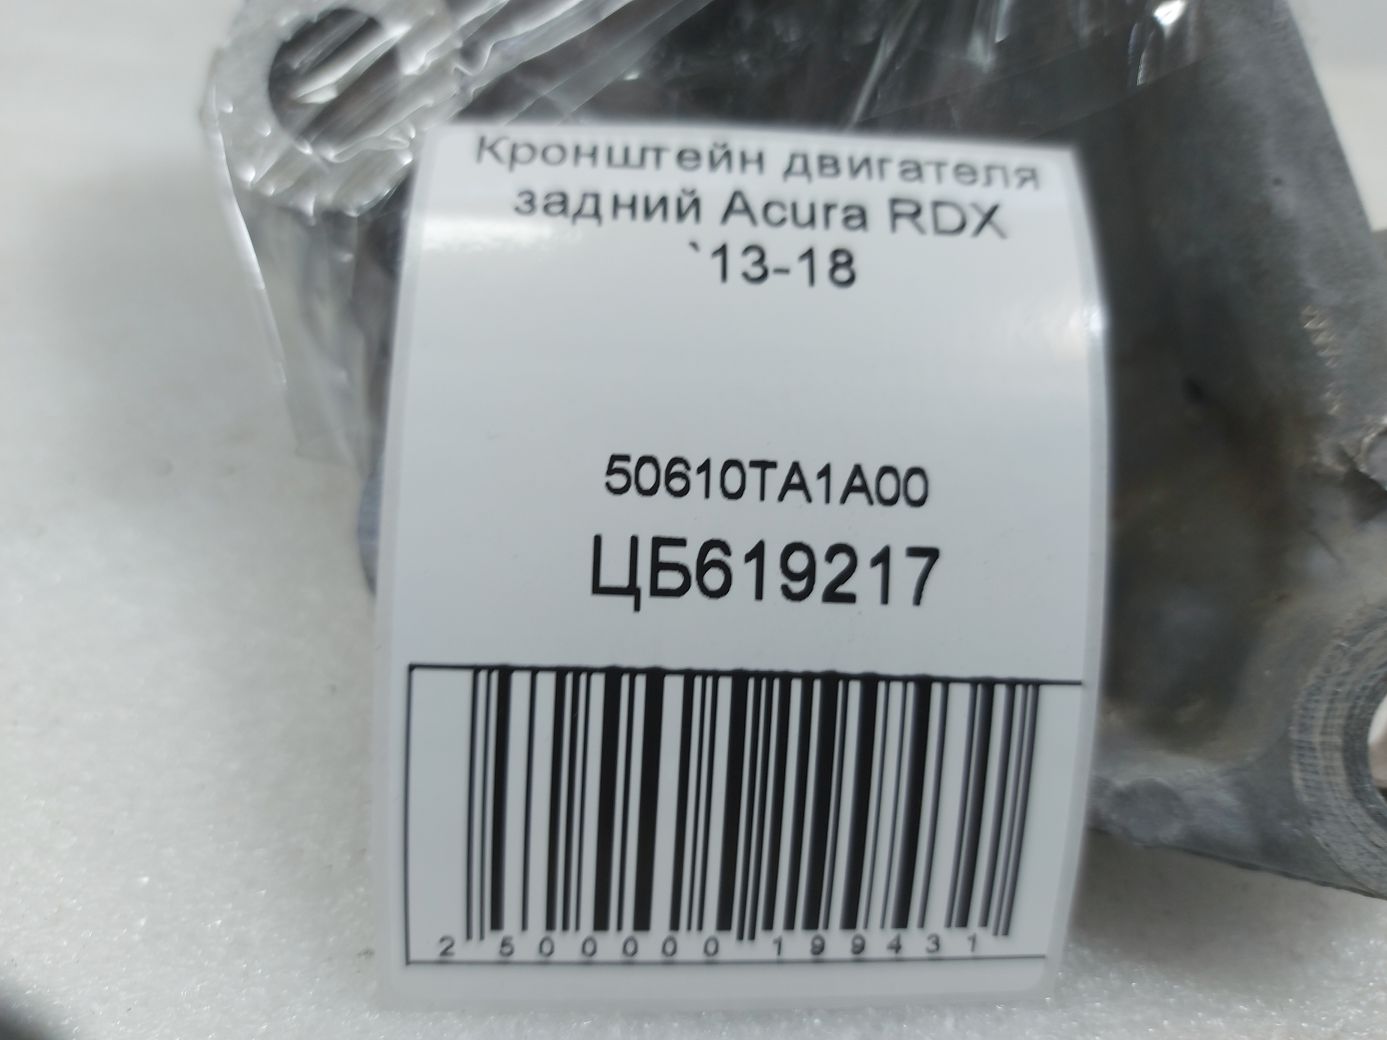 Кронштейн двигателя
задний Acura RDX
`13-18
50610TA1A00
ЦБ619217
2 500000 199431